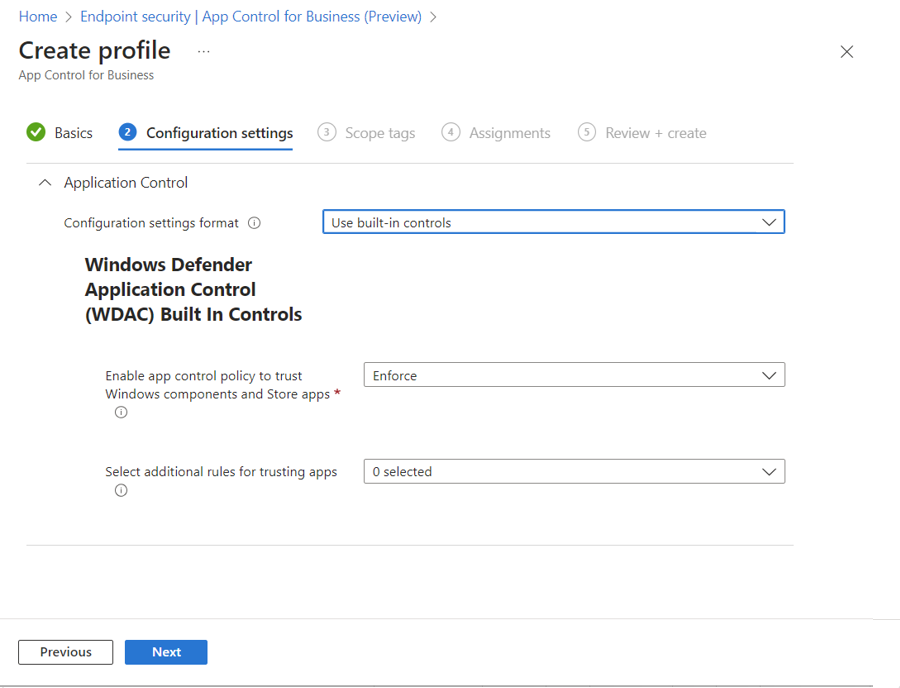 Home > Endpoint security | App Control for Business (Preview) >
Create profile ...
App Control for Business
Basics 2 Configuration settings 3 Scope tags 4 Assignments 5 Review + create
Application Control
Configuration settings format Use built-in controls
Windows Defender
Application Control
(WDAC) Built In Controls
Enable app control policy to trust Enforce
Windows components and Store apps *
Select additional rules for trusting apps 0 selected
Previous Next